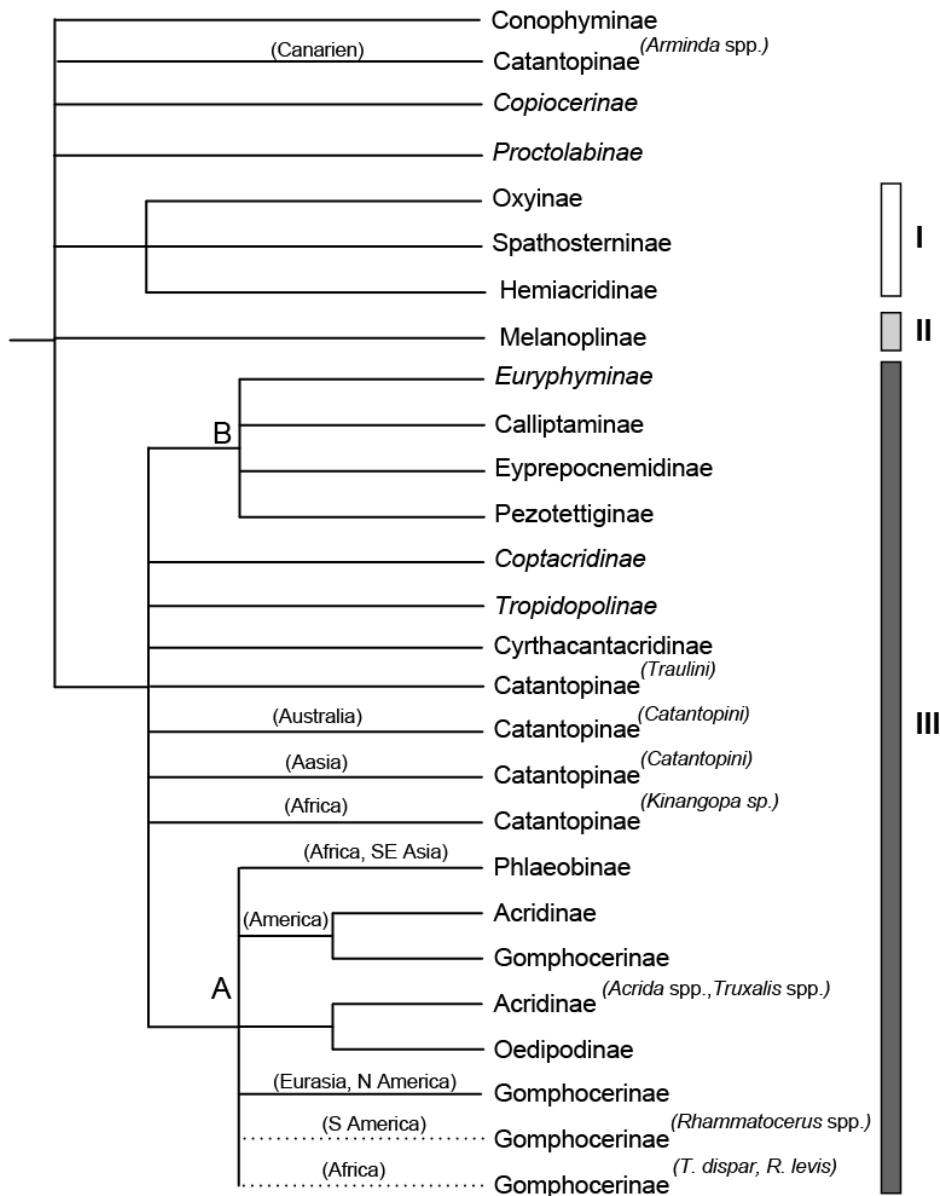 Conophyminae
(Canarien) Catantopinae (Arminda spp.)
Copiocerinae
Proctolabinae
Oxyinae
I
Spathosterninae
Hemiacridinae
Melanoplinae II
Euryphyminae
B Calliptaminae
Eyprepocnemidinae
Pezotettiginae
Coptacridinae
Tropidopolinae
Cyrthacantacridinae
Catantopinae (Traulini)
(Australia) Catantopinae (Catantopini)
III
(Aasia) Catantopinae (Catantopini)
(Africa) Catantopinae (Kinangopa sp.)
(Africa, SE Asia) Phlaeobinae
(America) Acridinae
Gomphocerinae
A Acridinae (Acrida spp.,Truxalis spp.)
Oedipodinae
(Eurasia, N America) Gomphocerinae
(S America) Gomphocerinae (Rhammatocerus spp.)
(Africa) Gomphocerinae (T. dispar, R. levis)